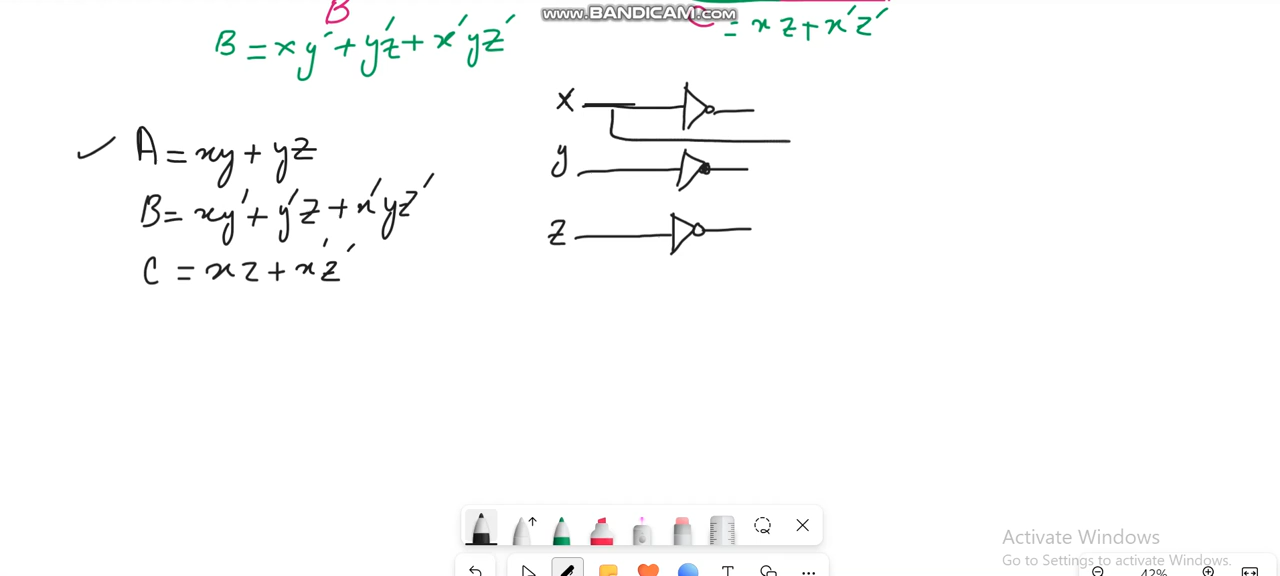 www.BANDICAM.com
B
C = xz + x'z'
B = xy' + y'z + x'yz'
A = xy + yz
B = xy' + y'z + x'yz'
C = xz + x'z'
x
y
z
T
Activate Windows
Go to Settings to activate Windows.
42%